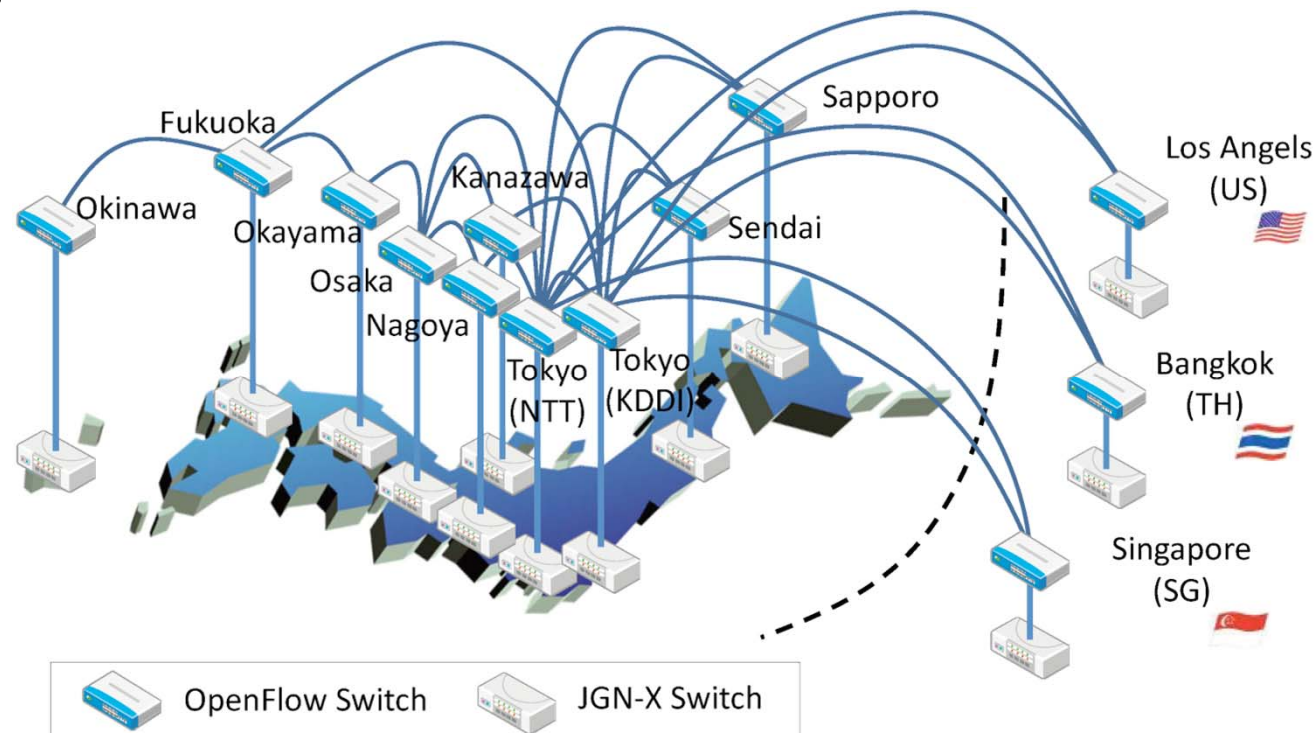 Sapporo
Fukuoka
Los Angels
(US)
Kanazawa
Okinawa
Okayama
Sendai
Osaka
Nagoya
Tokyo
(NTT)
Tokyo
(KDDI)
Bangkok
(TH)
Singapore
(SG)
OpenFlow Switch
JGN-X Switch